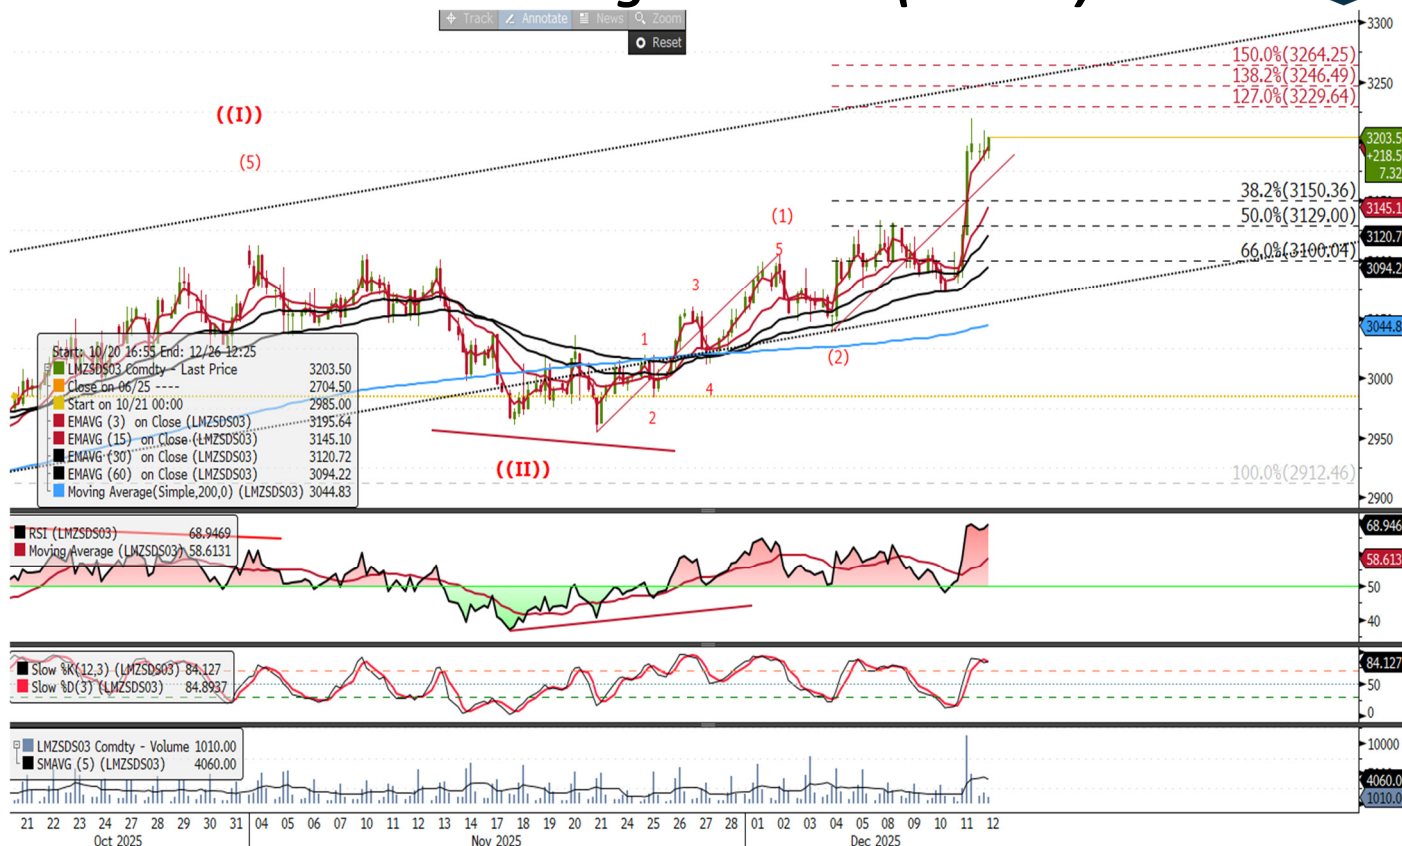 Track Annotate News Zoom
Reset
((I))
(5)
(1)
5
3
1
4
2
(2)
((II))
150.0%(3264.25)
138.2%(3246.49)
127.0%(3229.64)
38.2%(3150.36)
50.0%(3129.00)
66.0%(3100.04)
100.0%(2912.46)
3300
3250
3203.5
+218.5
7.32
3145.1
3120.7
3094.2
3044.8
3000
2950
2900
Start: 10/20 16:55 End: 12/26 12:25
LMZSDS03 Comdty - Last Price 3203.50
Close on 06/25 ---- 2704.50
Start on 10/21 00:00 2985.00
EMAVG (3) on Close (LMZSDS03) 3195.64
EMAVG (15) on Close (LMZSDS03) 3145.10
EMAVG (30) on Close (LMZSDS03) 3120.72
EMAVG (60) on Close (LMZSDS03) 3094.22
Moving Average(Simple,200,0) (LMZSDS03) 3044.83
RSI (LMZSDS03) 68.9469
Moving Average (LMZSDS03) 58.6131
68.946
58.613
50
40
Slow %K(12,3) (LMZSDS03) 84.127
Slow %D(3) (LMZSDS03) 84.8937
84.127
50
0
LMZSDS03 Comdty - Volume 1010.00
SMAVG (5) (LMZSDS03) 4060.00
10000
4060.0
1010.0
21 22 23 24 27 28 29 30 31 04 05 06 07 10 11 12 13 14 17 18 19 20 21 24 25 26 27 28 01 02 03 04 05 08 09 10 11 12
Oct 2025 Nov 2025 Dec 2025